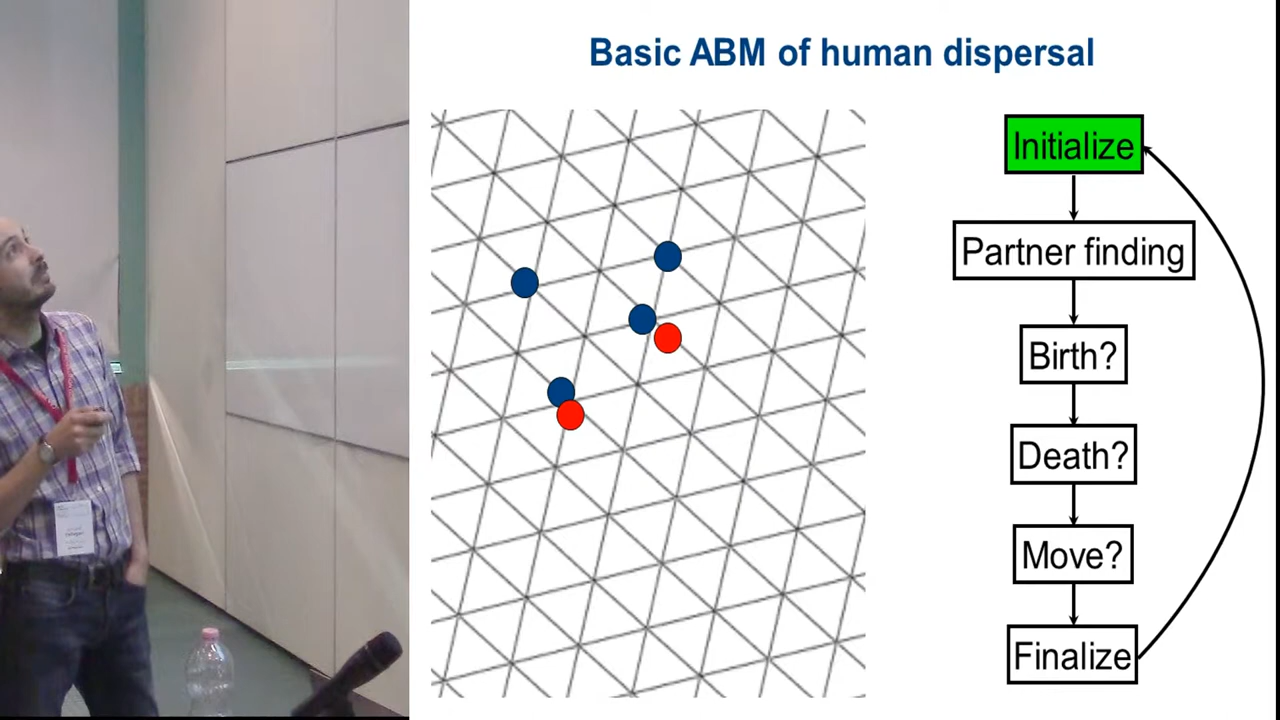 Basic ABM of human dispersal
Initialize
Partner finding
Birth?
Death?
Move?
Finalize